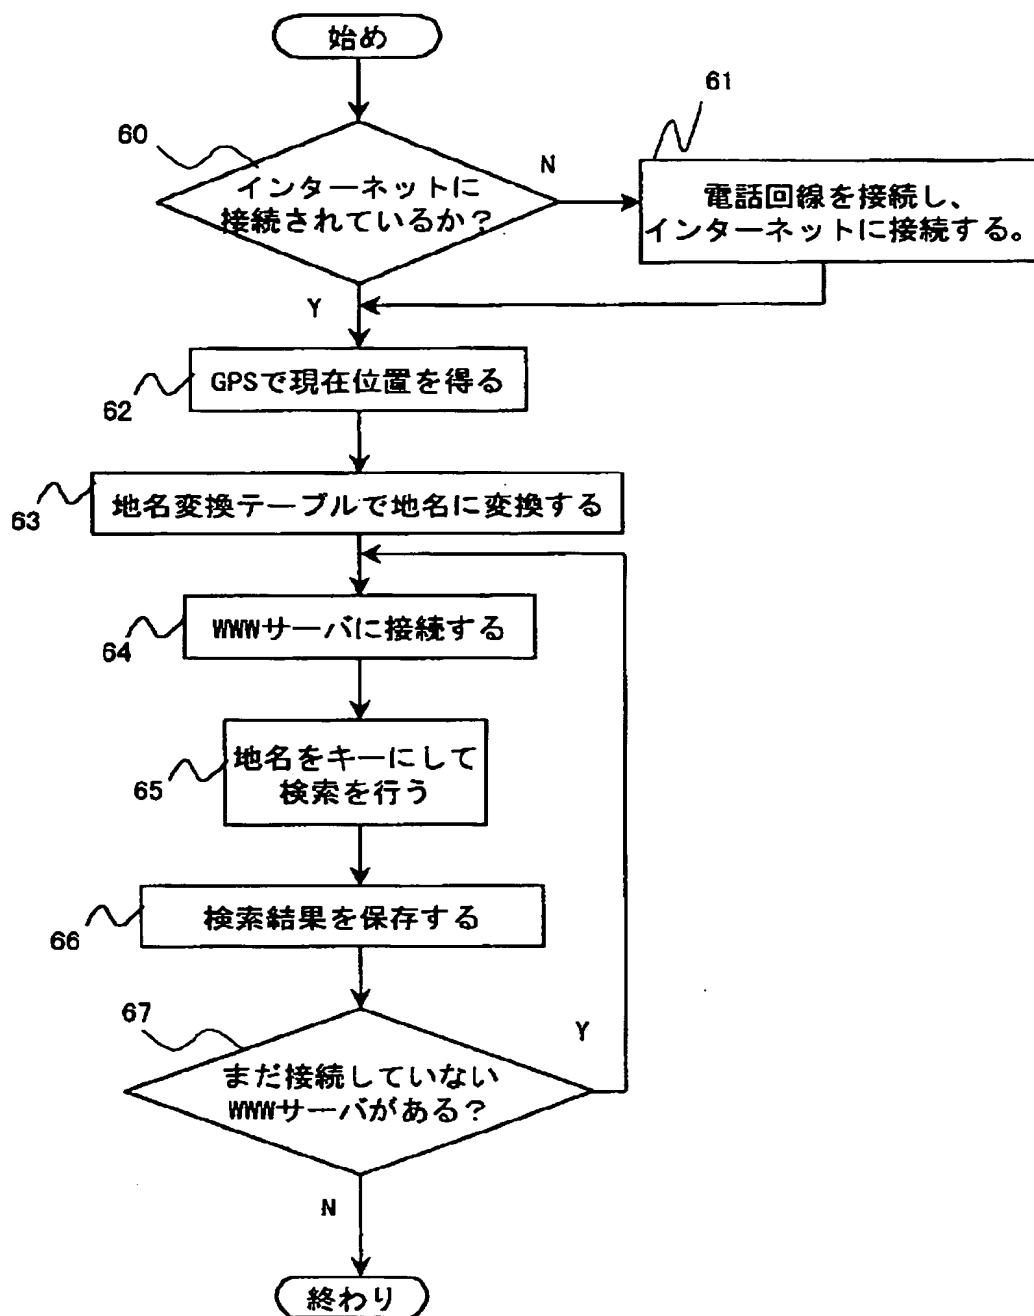 始め
60
インターネットに
接続されているか?
N
61
電話回線を接続し、
インターネットに接続する。
Y
62
GPSで現在位置を得る
63
地名変換テーブルで地名に変換する
64
WWWサーバに接続する
65
地名をキーにして
検索を行う
66
検索結果を保存する
67
まだ接続していない
WWWサーバがある?
Y
N
終わり